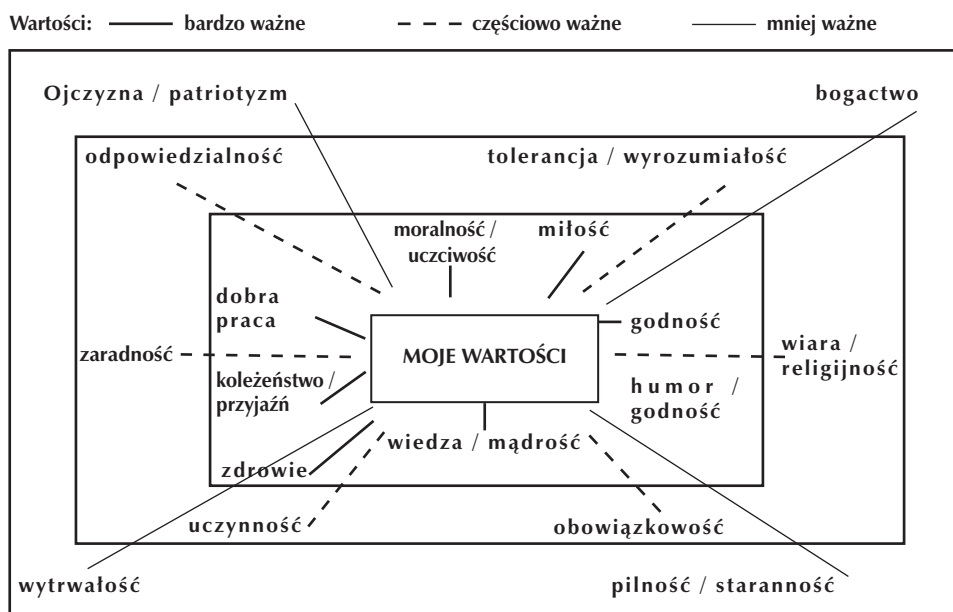 Wartości: bardzo ważne częściowo ważne mniej ważne
Ojczyzna / patriotyzm
bogactwo
odpowiedzialność
tolerancja / wyrozumiałość
moralność /
uczciwość
miłość
dobra
praca
godność
zaradność
MOJE WARTOŚCI
wiara /
religijność
koleżeństwo /
przyjaźń
humor /
godność
wiedza / mądrość
zdrowie
uczynność
obowiązkowość
wytrwałość
pilność / staranność